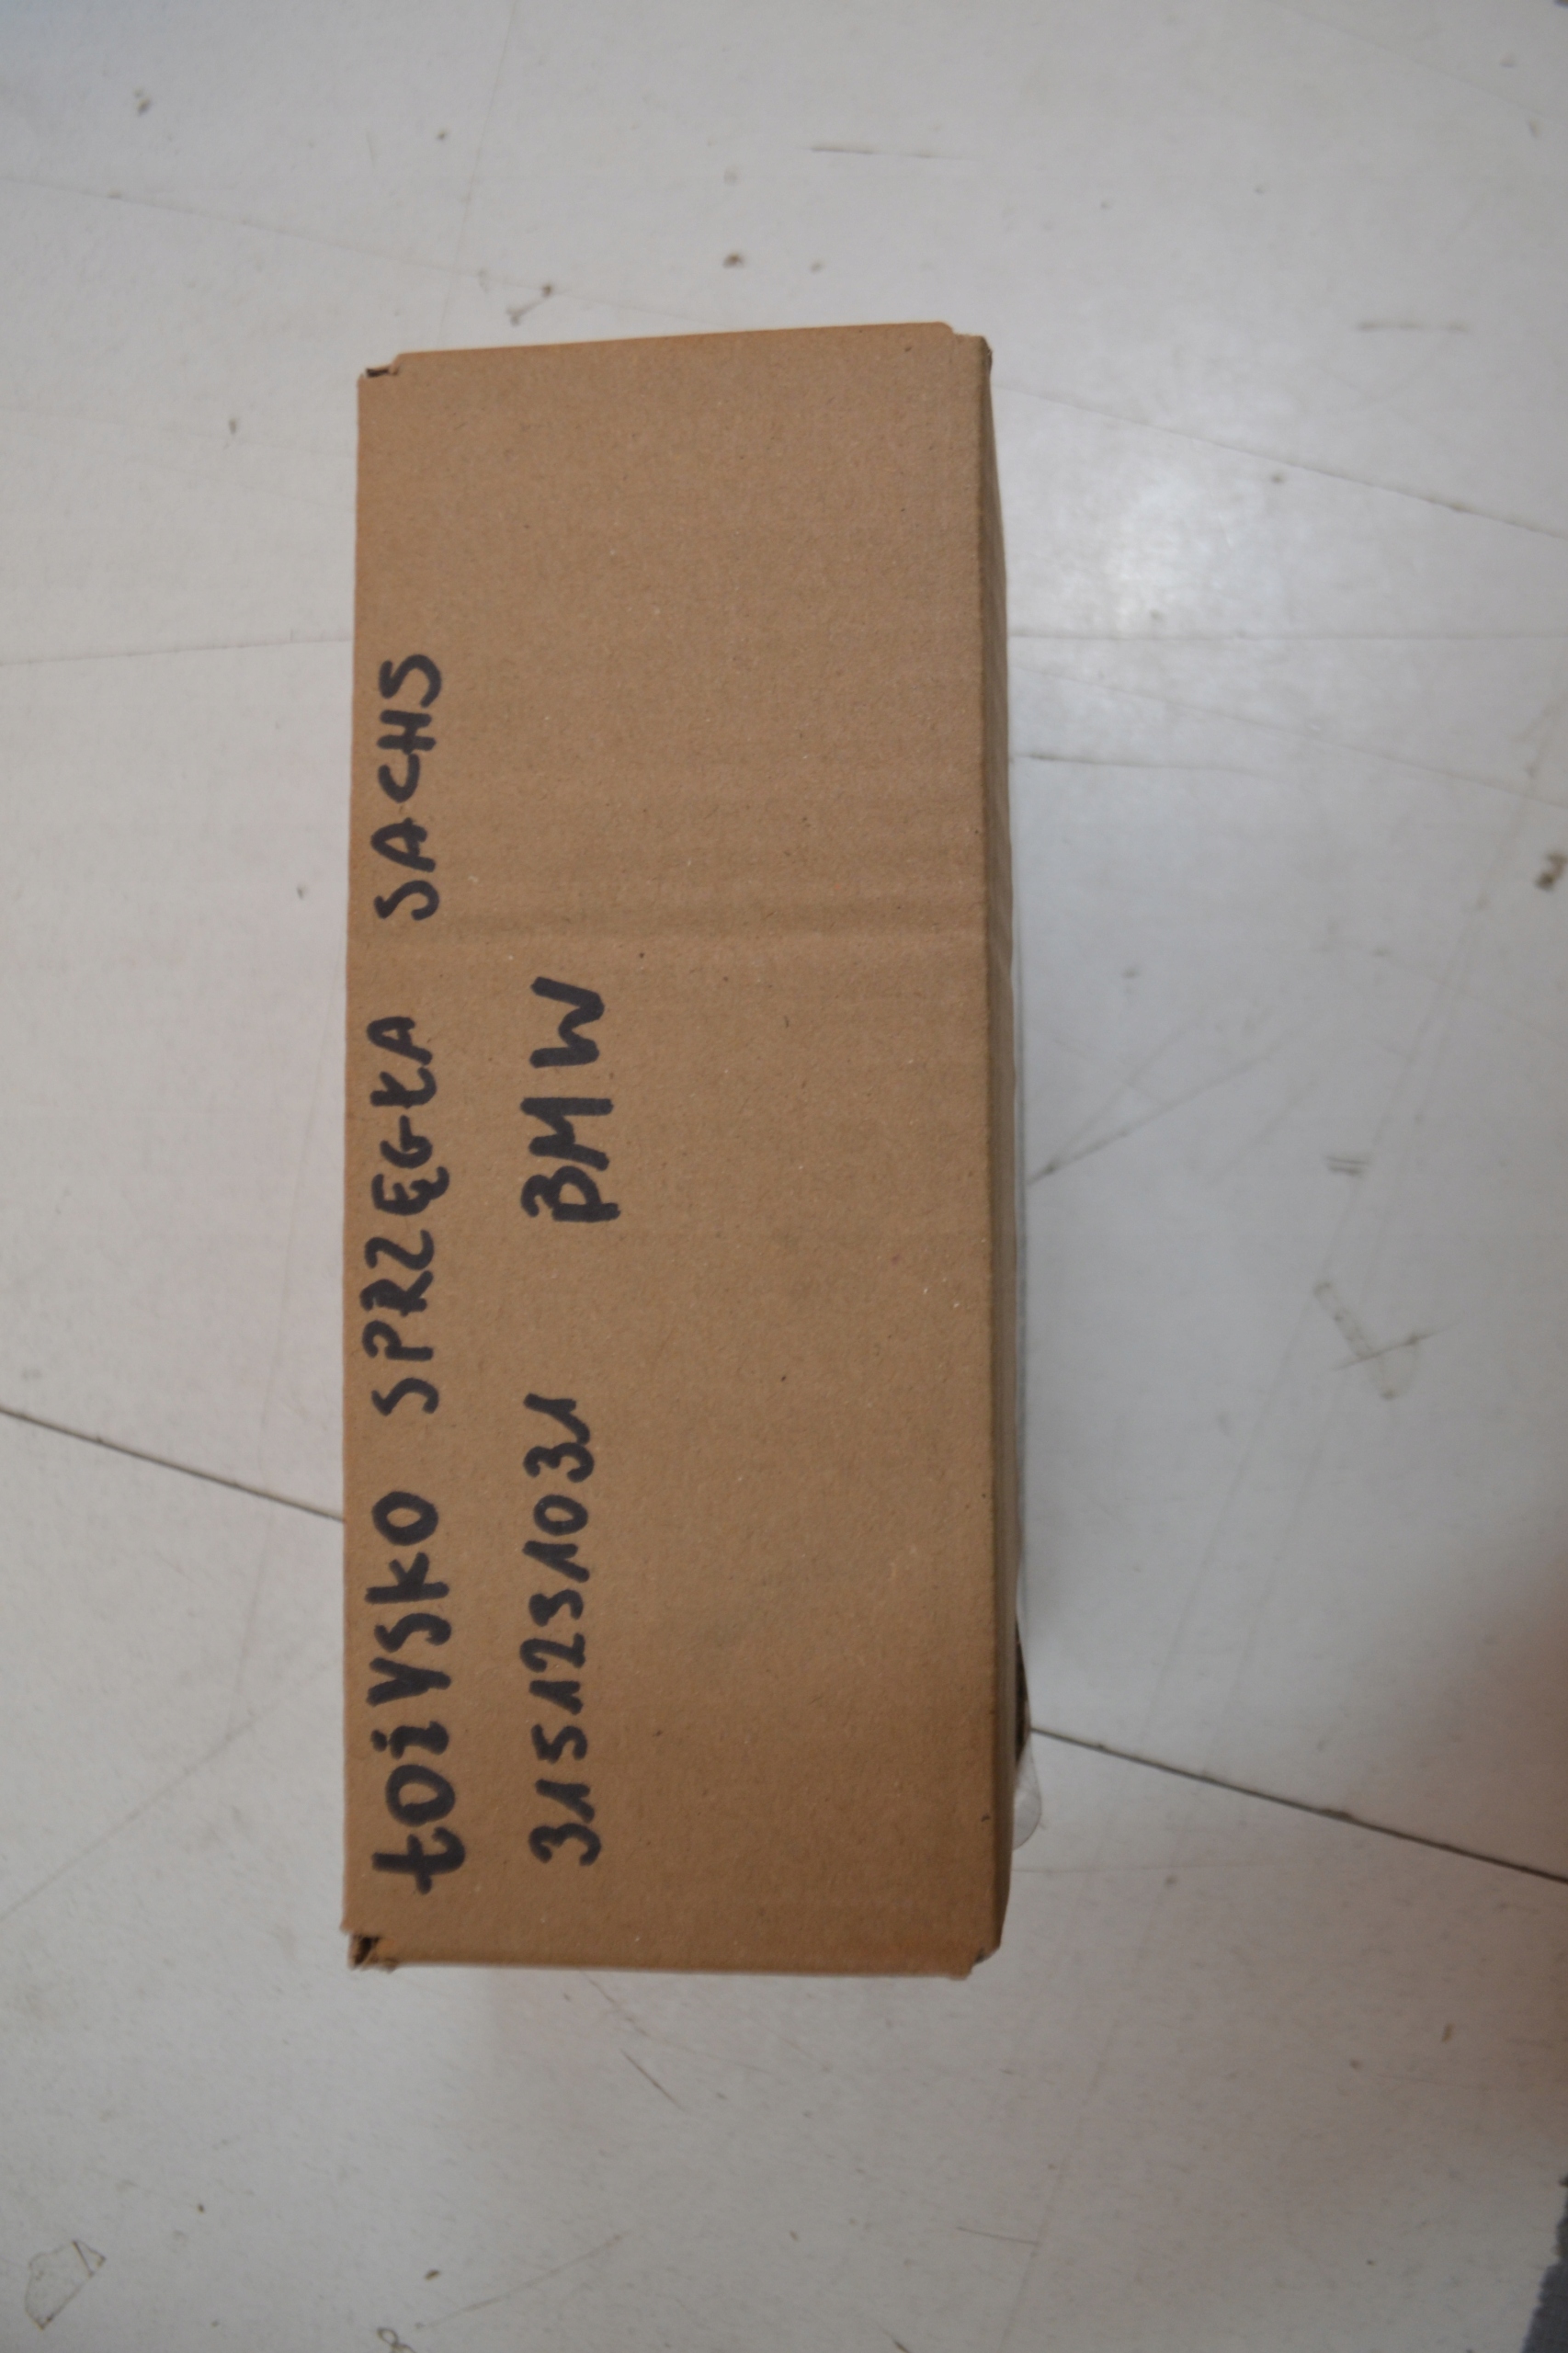 ŁOŻYSKO SPRZĘGŁA SACHS
3151231031 BMW